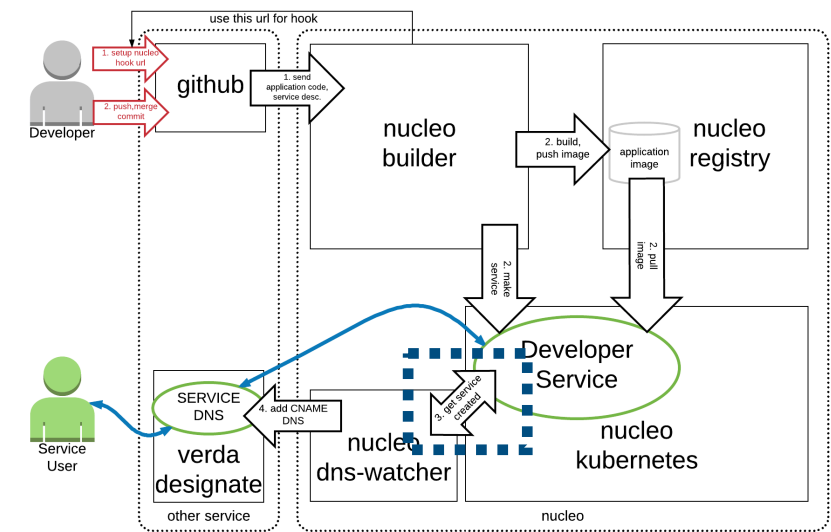 use this url for hook
1. setup nucleo
hook url
2. push,merge
commit
Developer
github
1. send
application code,
service desc.
nucleo
builder
2. build,
push image
application
image
nucleo
registry
2. make
service
2. pull
image
Developer
Service
3. get service
created
nucleo
kubernetes
SERVICE
DNS
4. add CNAME
DNS
nucleo
dns-watcher
verda
designate
Service
User
other service
nucleo